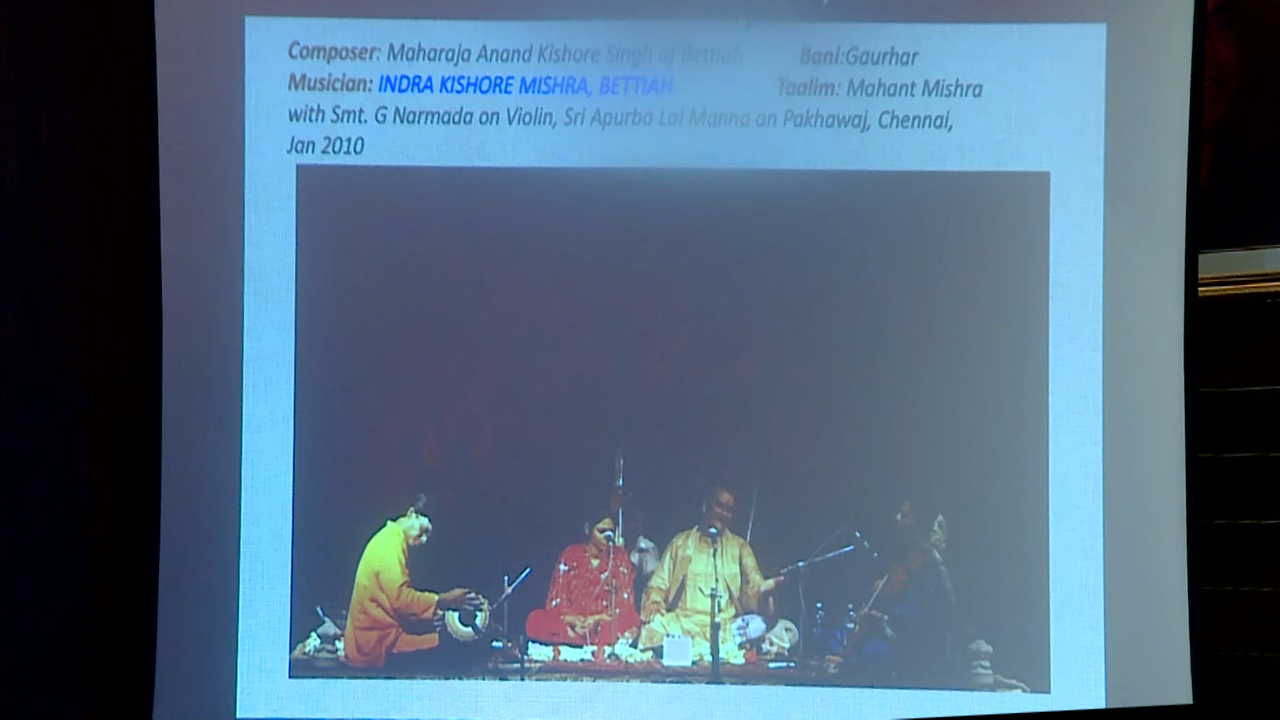 Composer: Maharaja Anand Kishore Singh of Bettiah Bani:Gaurhar
Musician: INDRA KISHORE MISHRA, BETTIAH Taalim: Mahant Mishra
with Smt. G Narmada on Violin, Sri Apurba Lal Manna on Pakhawaj, Chennai,
Jan 2010